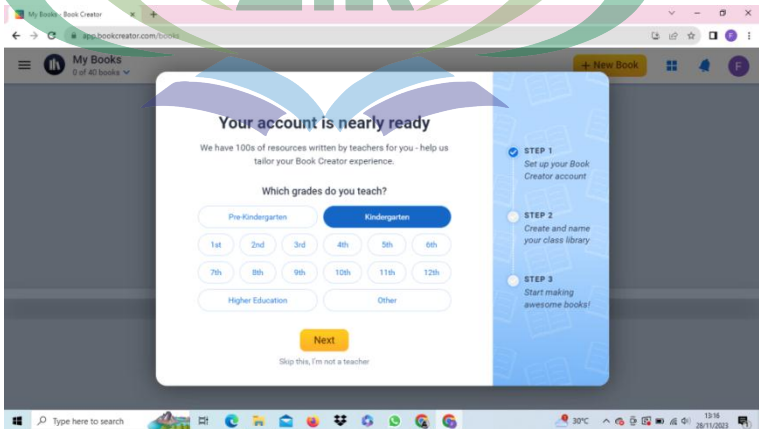 My Books - Book Creator
app.bookcreator.com/books
My Books
0 of 40 books
+ New Book
F
Your account is nearly ready
We have 100s of resources written by teachers for you - help us
tailor your Book Creator experience.
Which grades do you teach?
Pre-Kindergarten
Kindergarten
1st 2nd 3rd 4th 5th 6th
7th 8th 9th 10th 11th 12th
Higher Education
Other
Next
Skip this, I'm not a teacher
STEP 1
Set up your Book
Creator account
STEP 2
Create and name
your class library
STEP 3
Start making
awesome books!
Type here to search
30°C
13:16
28/11/2023